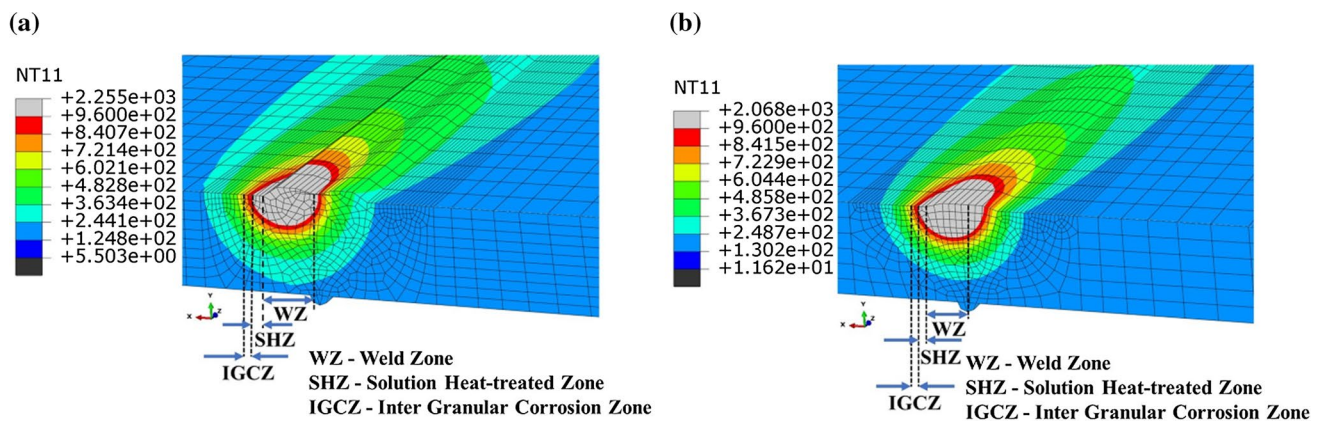 (a)
NT11
+2.255e+03
+9.600e+02
+8.407e+02
+7.214e+02
+6.021e+02
+4.828e+02
+3.634e+02
+2.441e+02
+1.248e+02
+5.503e+00
Y
X
Z
WZ
SHZ
IGCZ
WZ - Weld Zone
SHZ - Solution Heat-treated Zone
IGCZ - Inter Granular Corrosion Zone
(b)
NT11
+2.068e+03
+9.600e+02
+8.415e+02
+7.229e+02
+6.044e+02
+4.858e+02
+3.673e+02
+2.487e+02
+1.302e+02
+1.162e+01
Y
X
Z
WZ
SHZ
IGCZ
WZ - Weld Zone
SHZ - Solution Heat-treated Zone
IGCZ - Inter Granular Corrosion Zone